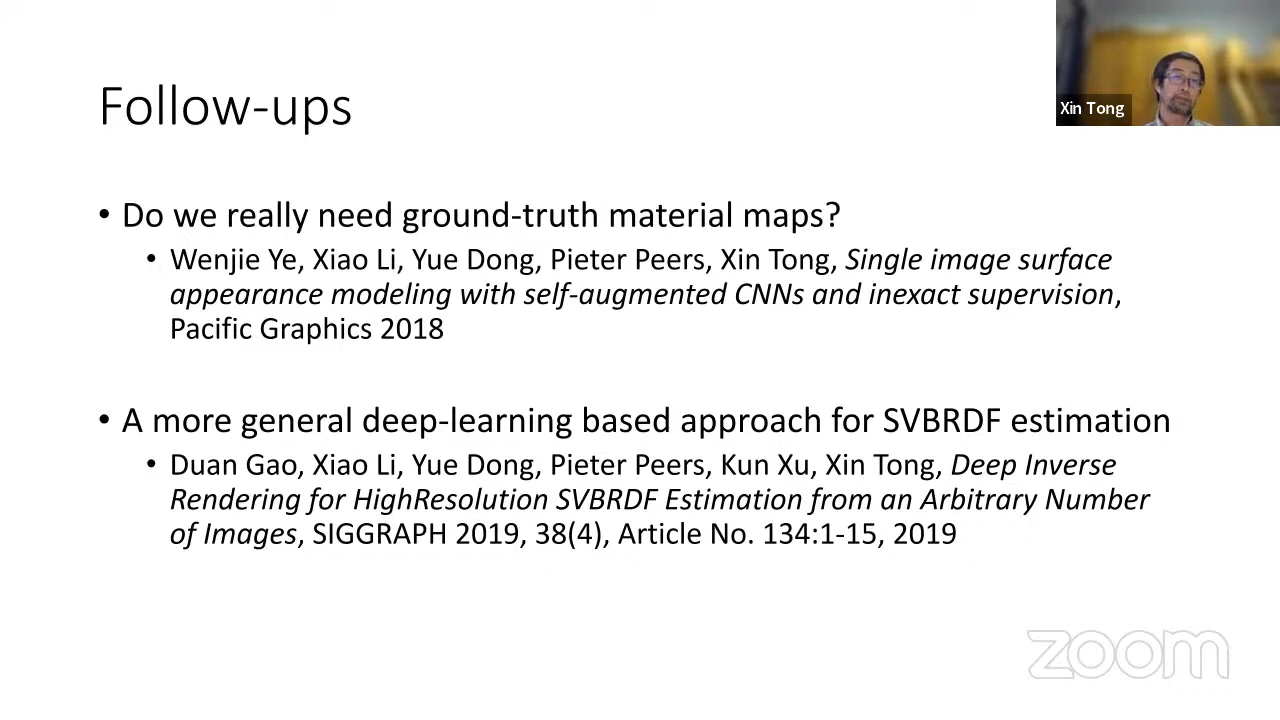 Follow-ups
Xin Tong
• Do we really need ground-truth material maps?
• Wenjie Ye, Xiao Li, Yue Dong, Pieter Peers, Xin Tong, Single image surface
appearance modeling with self-augmented CNNs and inexact supervision,
Pacific Graphics 2018
• A more general deep-learning based approach for SVBRDF estimation
• Duan Gao, Xiao Li, Yue Dong, Pieter Peers, Kun Xu, Xin Tong, Deep Inverse
Rendering for HighResolution SVBRDF Estimation from an Arbitrary Number
of Images, SIGGRAPH 2019, 38(4), Article No. 134:1-15, 2019
zoom